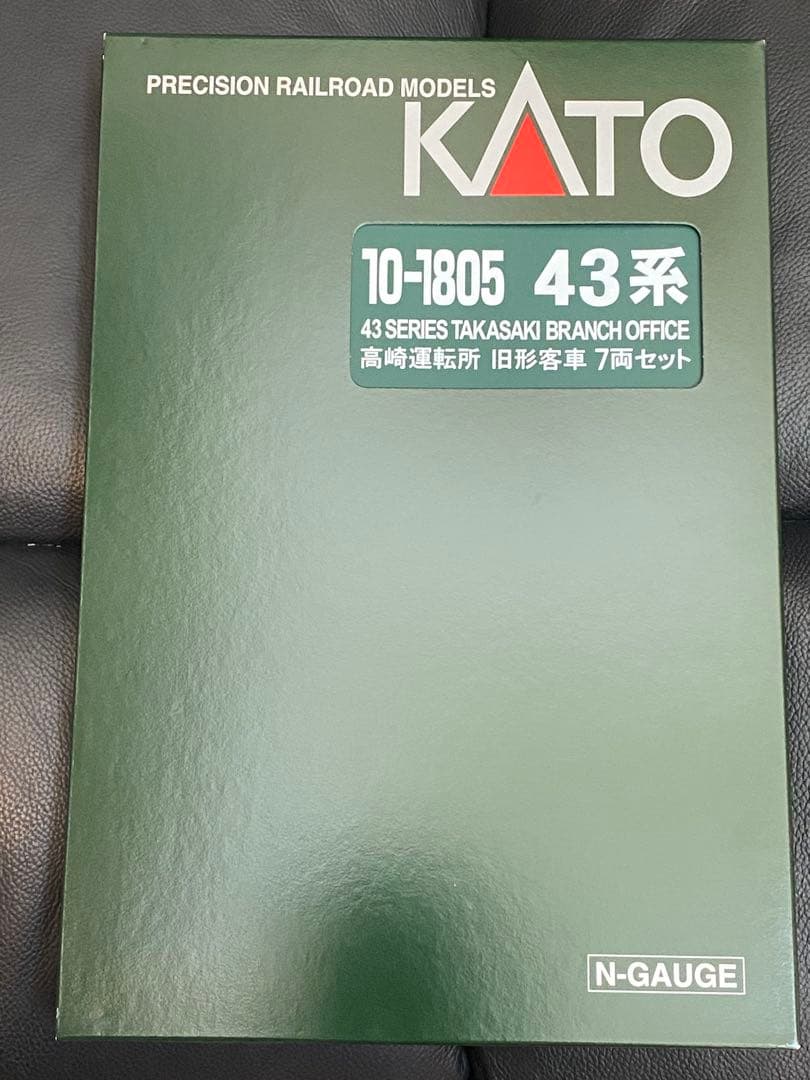 PRECISION RAILROAD MODELS
KATO
10-1805 43系
43 SERIES TAKASAKI BRANCH OFFICE
高崎運転所 旧形客車 7両セット
N-GAUGE